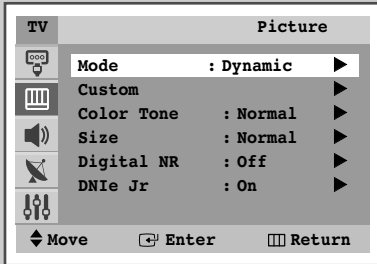 TV Picture
Mode : Dynamic
Custom
Color Tone : Normal
Size : Normal
Digital NR : Off
DNIe Jr : On
Move Enter Return